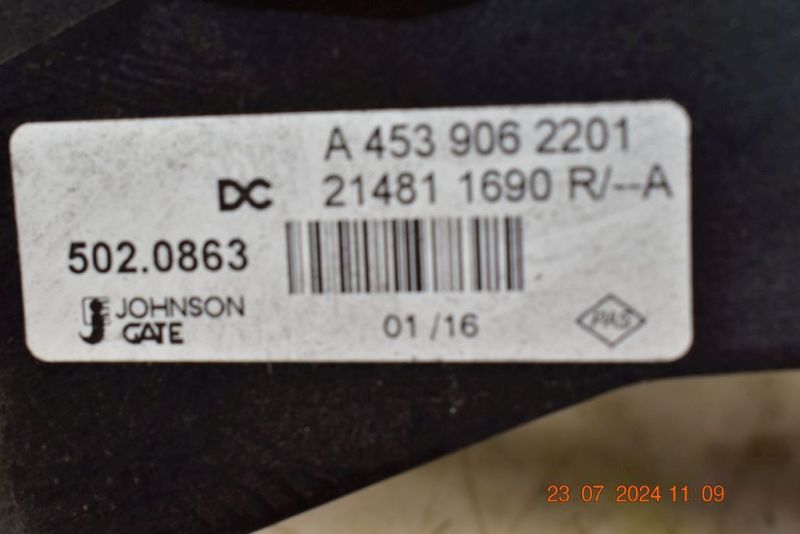 A 453 906 2201
DC 21481 1690 R/--A
502.0863
JOHNSON
GATE
01 /16
PAS
23.07.2024 11:09